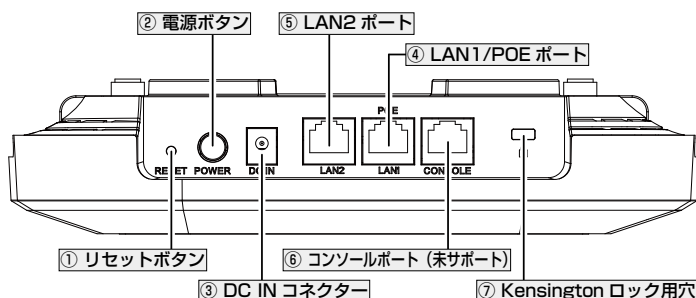 ② 電源ボタン
⑤ LAN2 ポート
④ LAN1/POE ポート
POE
RESET POWER DC IN LAN2 LAN1 CONSOLE
① リセットボタン
⑥ コンソールポート (未サポート)
③ DC IN コネクター
⑦ Kensington ロック用穴